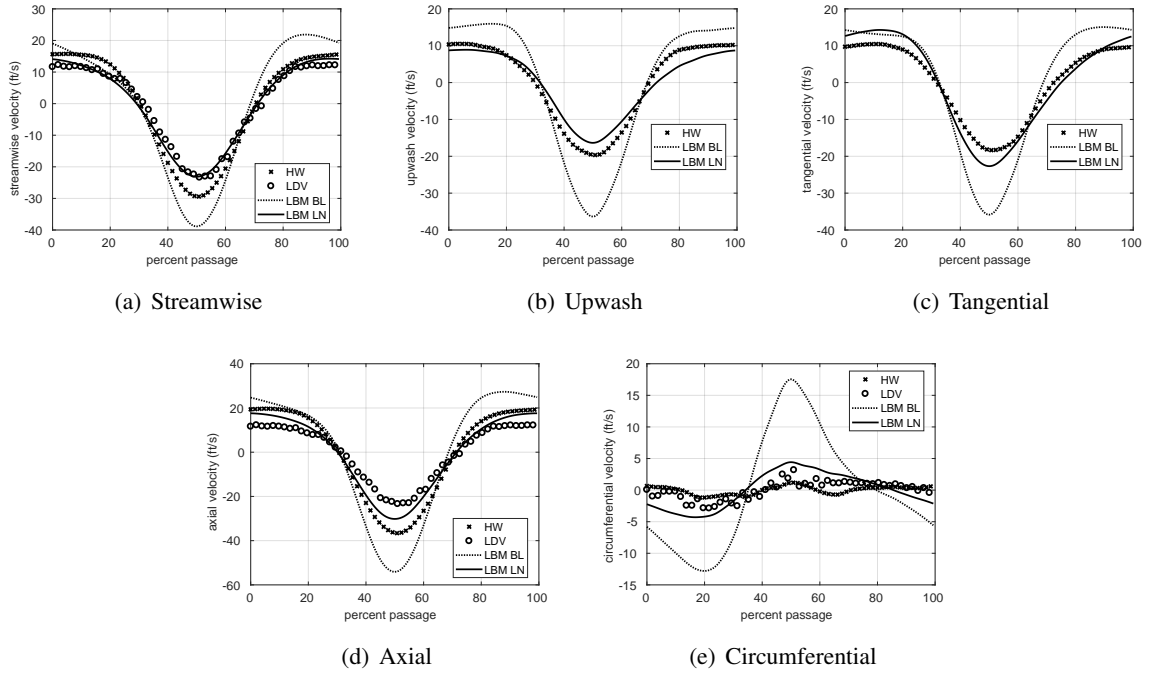 30
20
10
0
-10
-20
-30
-40
0 20 40 60 80 100
streamwise velocity (ft/s)
percent passage
HW
LDV
LBM BL
LBM LN
(a) Streamwise
20
10
0
-10
-20
-30
-40
0 20 40 60 80 100
upwash velocity (ft/s)
percent passage
HW
LBM BL
LBM LN
(b) Upwash
20
10
0
-10
-20
-30
-40
0 20 40 60 80 100
tangential velocity (ft/s)
percent passage
HW
LBM BL
LBM LN
(c) Tangential
40
20
0
-20
-40
-60
0 20 40 60 80 100
axial velocity (ft/s)
percent passage
HW
LDV
LBM BL
LBM LN
(d) Axial
20
15
10
5
0
-5
-10
-15
0 20 40 60 80 100
circumferential velocity (ft/s)
percent passage
HW
LDV
LBM BL
LBM LN
(e) Circumferential